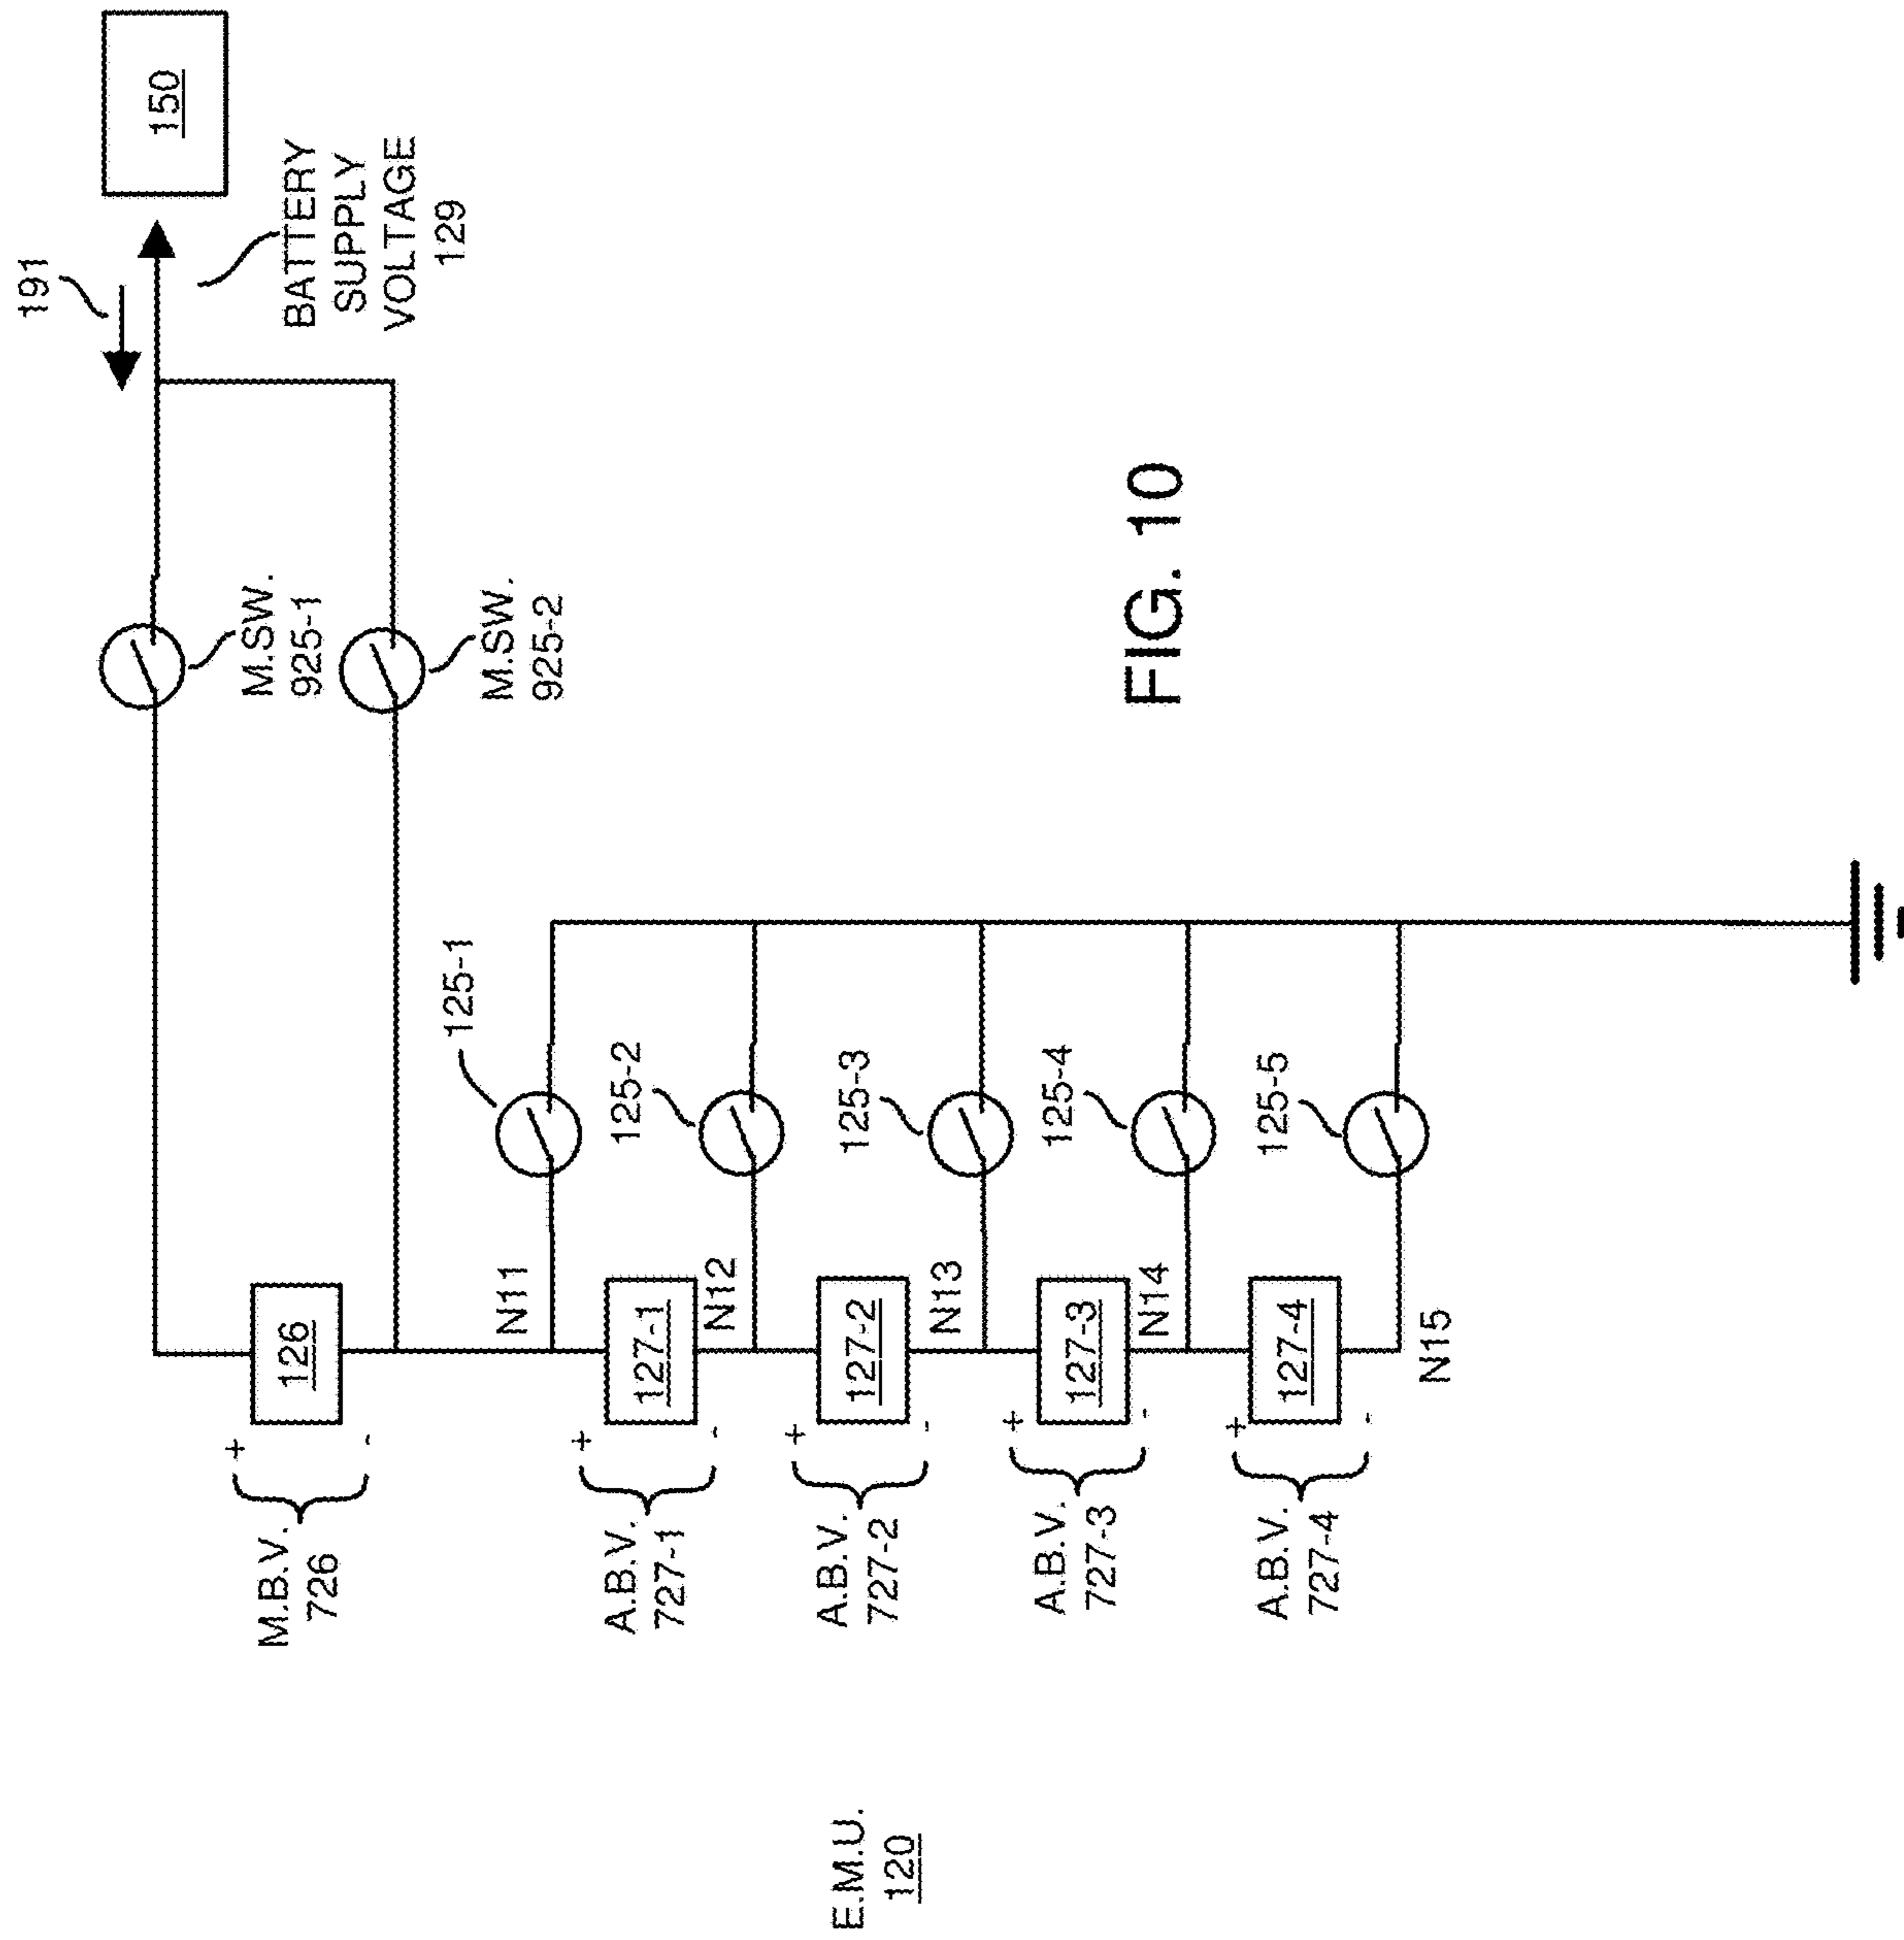 E.M.U.
120
M.B.V.
726
+
-
126
A.B.V.
727-1
+
-
127-1
A.B.V.
727-2
+
-
127-2
A.B.V.
727-3
+
-
127-3
A.B.V.
727-4
+
-
127-4
N11
N12
N13
N14
N15
125-1
125-2
125-3
125-4
125-5
M.SW.
925-1
M.SW.
925-2
191
BATTERY
SUPPLY
VOLTAGE
129
150
FIG. 10